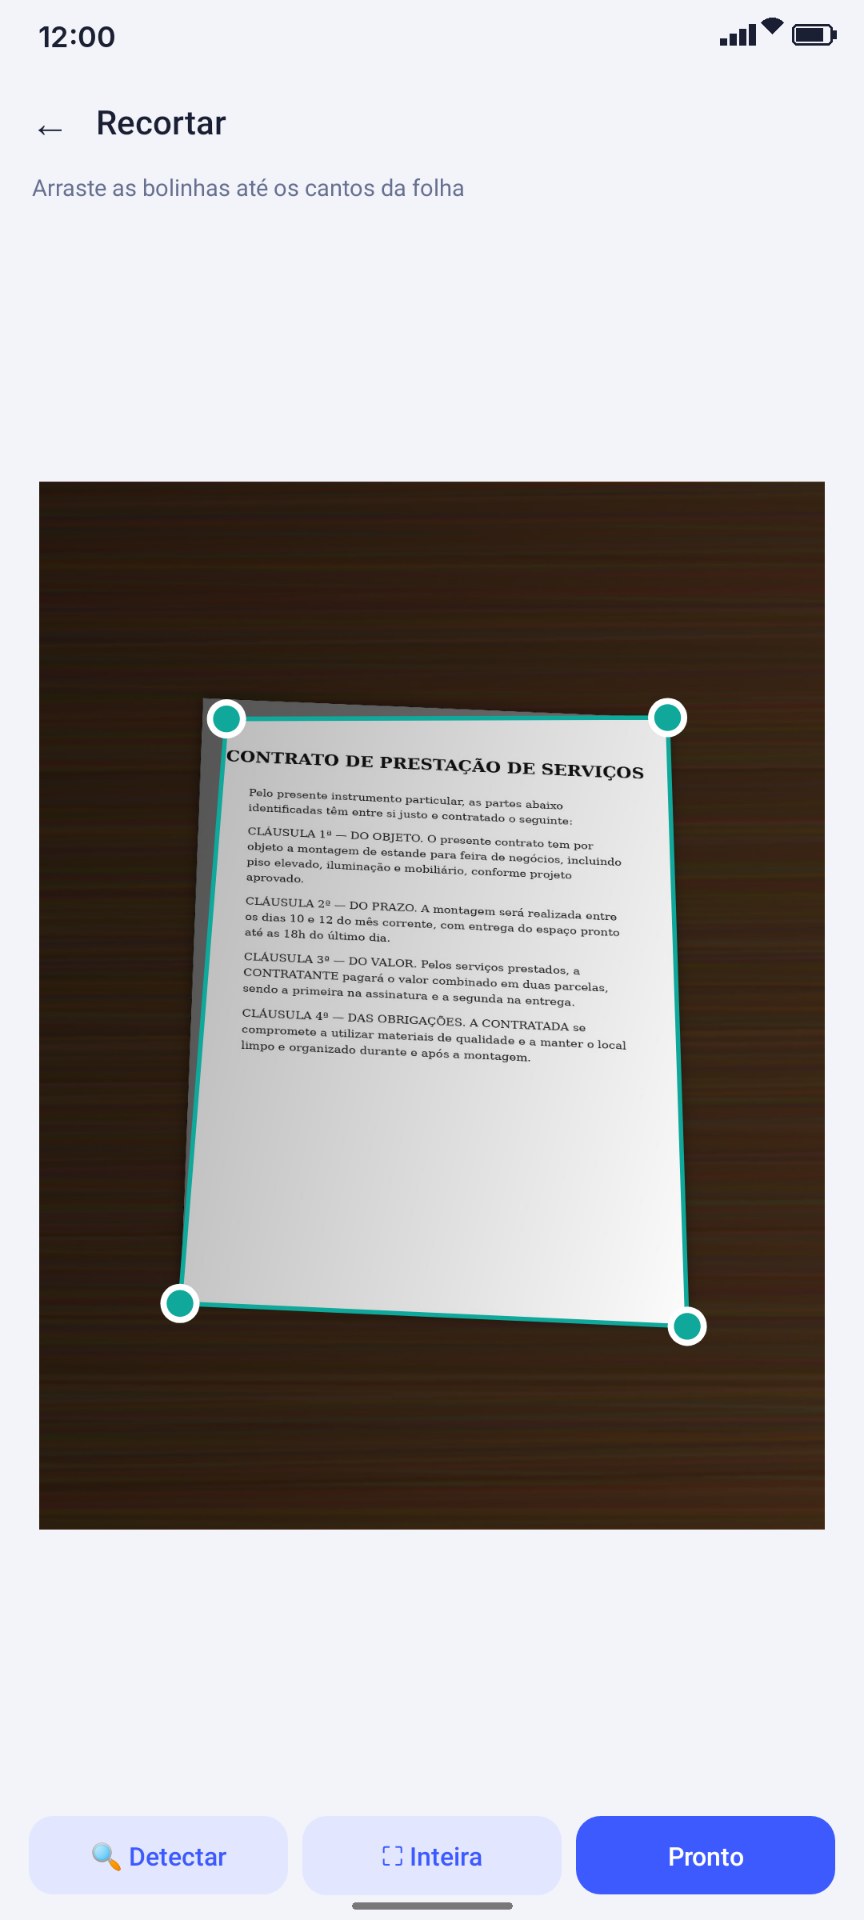 12:00
← Recortar
Arraste as bolinhas até os cantos da folha
CONTRATO DE PRESTAÇÃO DE SERVIÇOS
Pelo presente instrumento particular, as partes abaixo
identificadas têm entre si justo e contratado o seguinte:
CLÁUSULA 1ª — DO OBJETO. O presente contrato tem por
objeto a montagem de estande para feira de negócios, incluindo
piso elevado, iluminação e mobiliário, conforme projeto
aprovado.
CLÁUSULA 2ª — DO PRAZO. A montagem será realizada entre
os dias 10 e 12 do mês corrente, com entrega do espaço pronto
até as 18h do último dia.
CLÁUSULA 3ª — DO VALOR. Pelos serviços prestados, a
CONTRATANTE pagará o valor combinado em duas parcelas,
sendo a primeira na assinatura e a segunda na entrega.
CLÁUSULA 4ª — DAS OBRIGAÇÕES. A CONTRATADA se
compromete a utilizar materiais de qualidade e a manter o local
limpo e organizado durante e após a montagem.
Detectar
Inteira
Pronto